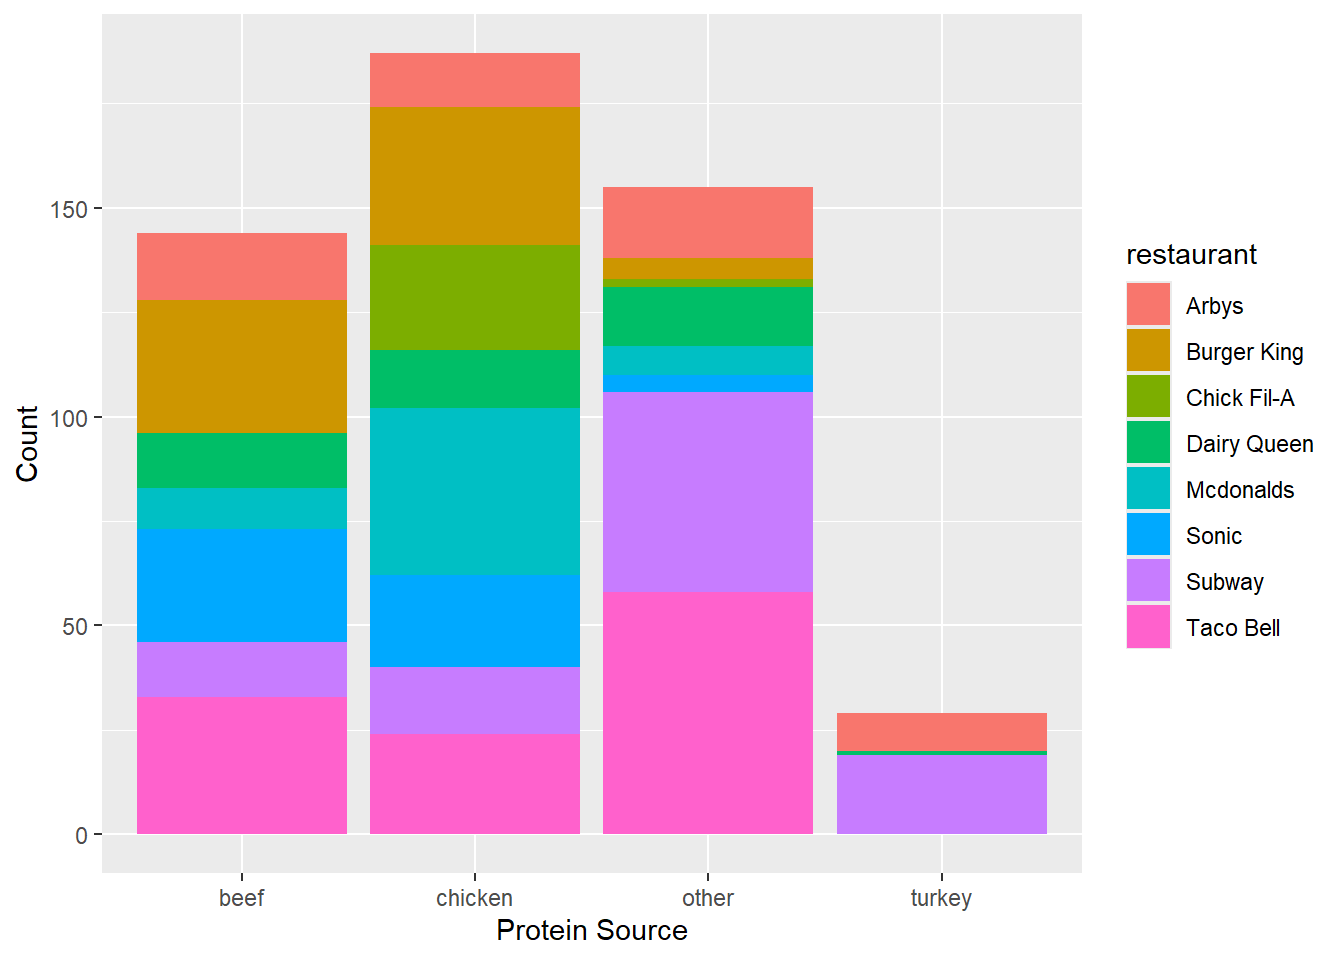 150
100
50
0
Count
beef
chicken
other
turkey
Protein Source
restaurant
Arbys
Burger King
Chick Fil-A
Dairy Queen
Mcdonalds
Sonic
Subway
Taco Bell